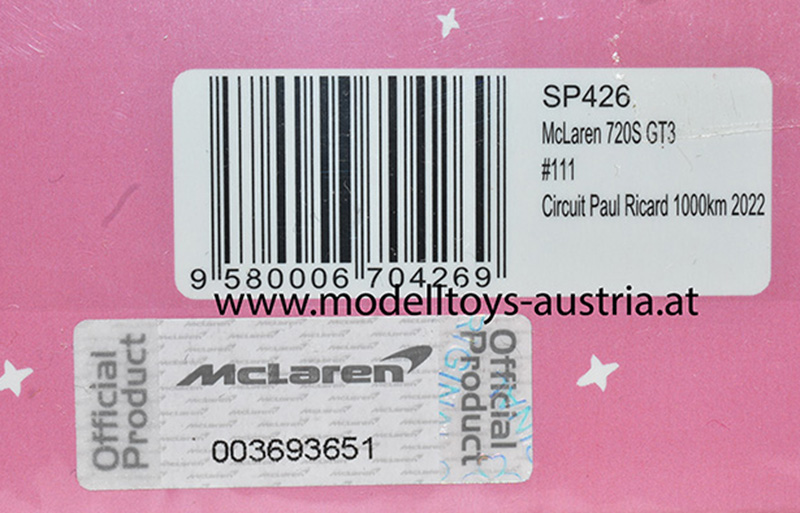 SP426
McLaren 720S GT3
#111
Circuit Paul Ricard 1000km 2022
9 580006 704269
www.modelltoys-austria.at
Official
Product
McLaren
003693651
Official
Product